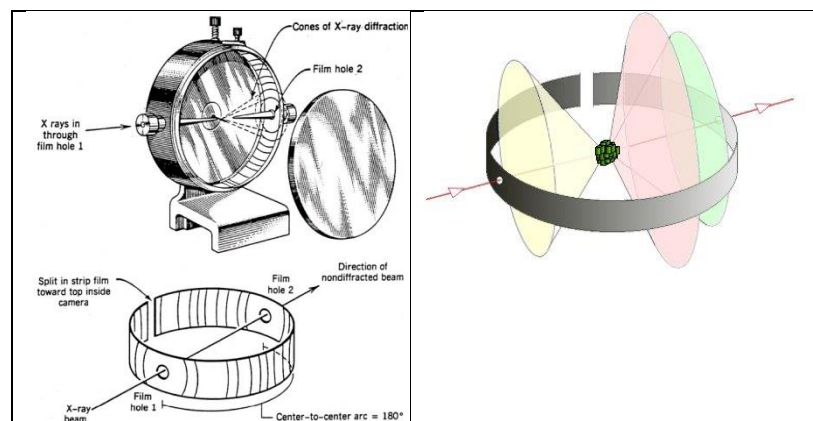 Cones of X-ray diffraction
Film hole 2
X rays in
through
film hole 1
Split in strip film
toward top inside
camera
Film
hole 2
Direction of
nondiffracted beam
X-ray
beam
Film
hole 1
Center-to-center arc = 180°